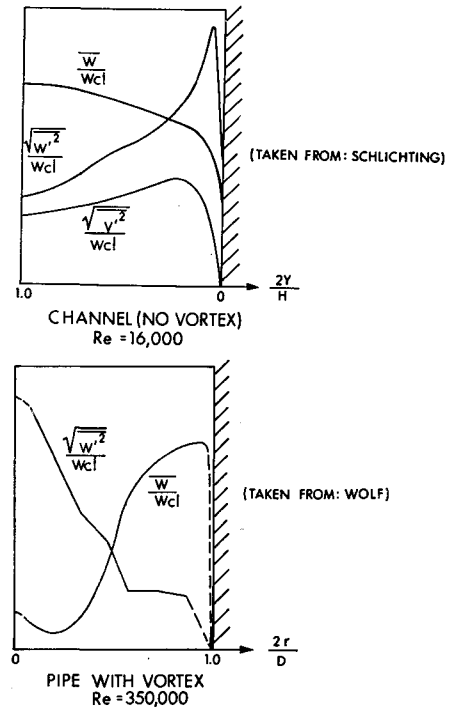 W̅
Wcl
√W'²
Wcl
√V'²
Wcl
(TAKEN FROM: SCHLICHTING)
1.0
0
2Y
H
CHANNEL (NO VORTEX)
Re = 16,000
√W'²
Wcl
W̅
Wcl
(TAKEN FROM: WOLF)
0
1.0
2r
D
PIPE WITH VORTEX
Re = 350,000